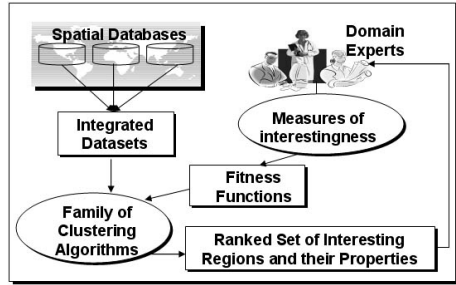 Spatial Databases
Domain
Experts
Integrated
Datasets
Measures of
interestingness
Fitness
Functions
Family of
Clustering
Algorithms
Ranked Set of Interesting
Regions and their Properties